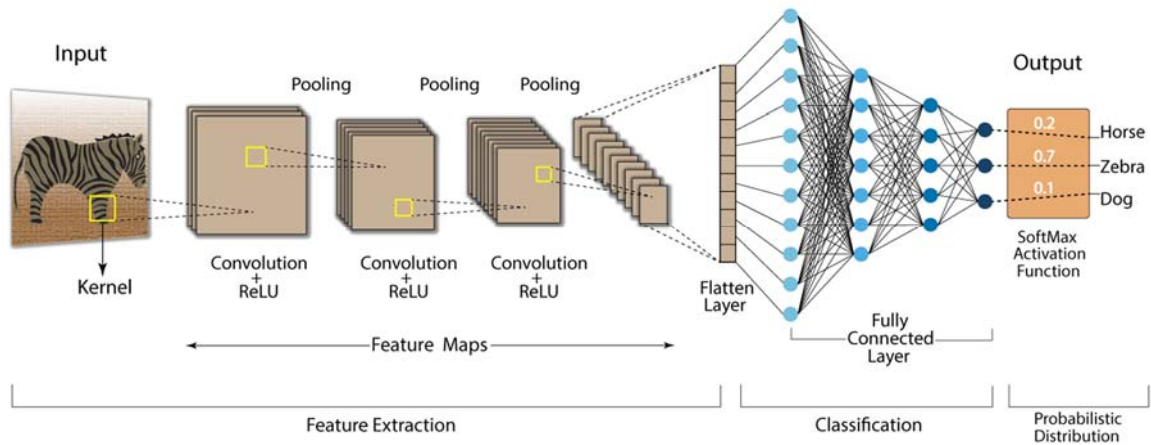 Input
Output
Pooling
Pooling
Pooling
0.2
Horse
0.7
Zebra
0.1
Dog
Kernel
Convolution
+
ReLU
Convolution
+
ReLU
Convolution
+
ReLU
Flatten
Layer
SoftMax
Activation
Function
Feature Maps
Fully
Connected
Layer
Feature Extraction
Classification
Probabilistic
Distribution